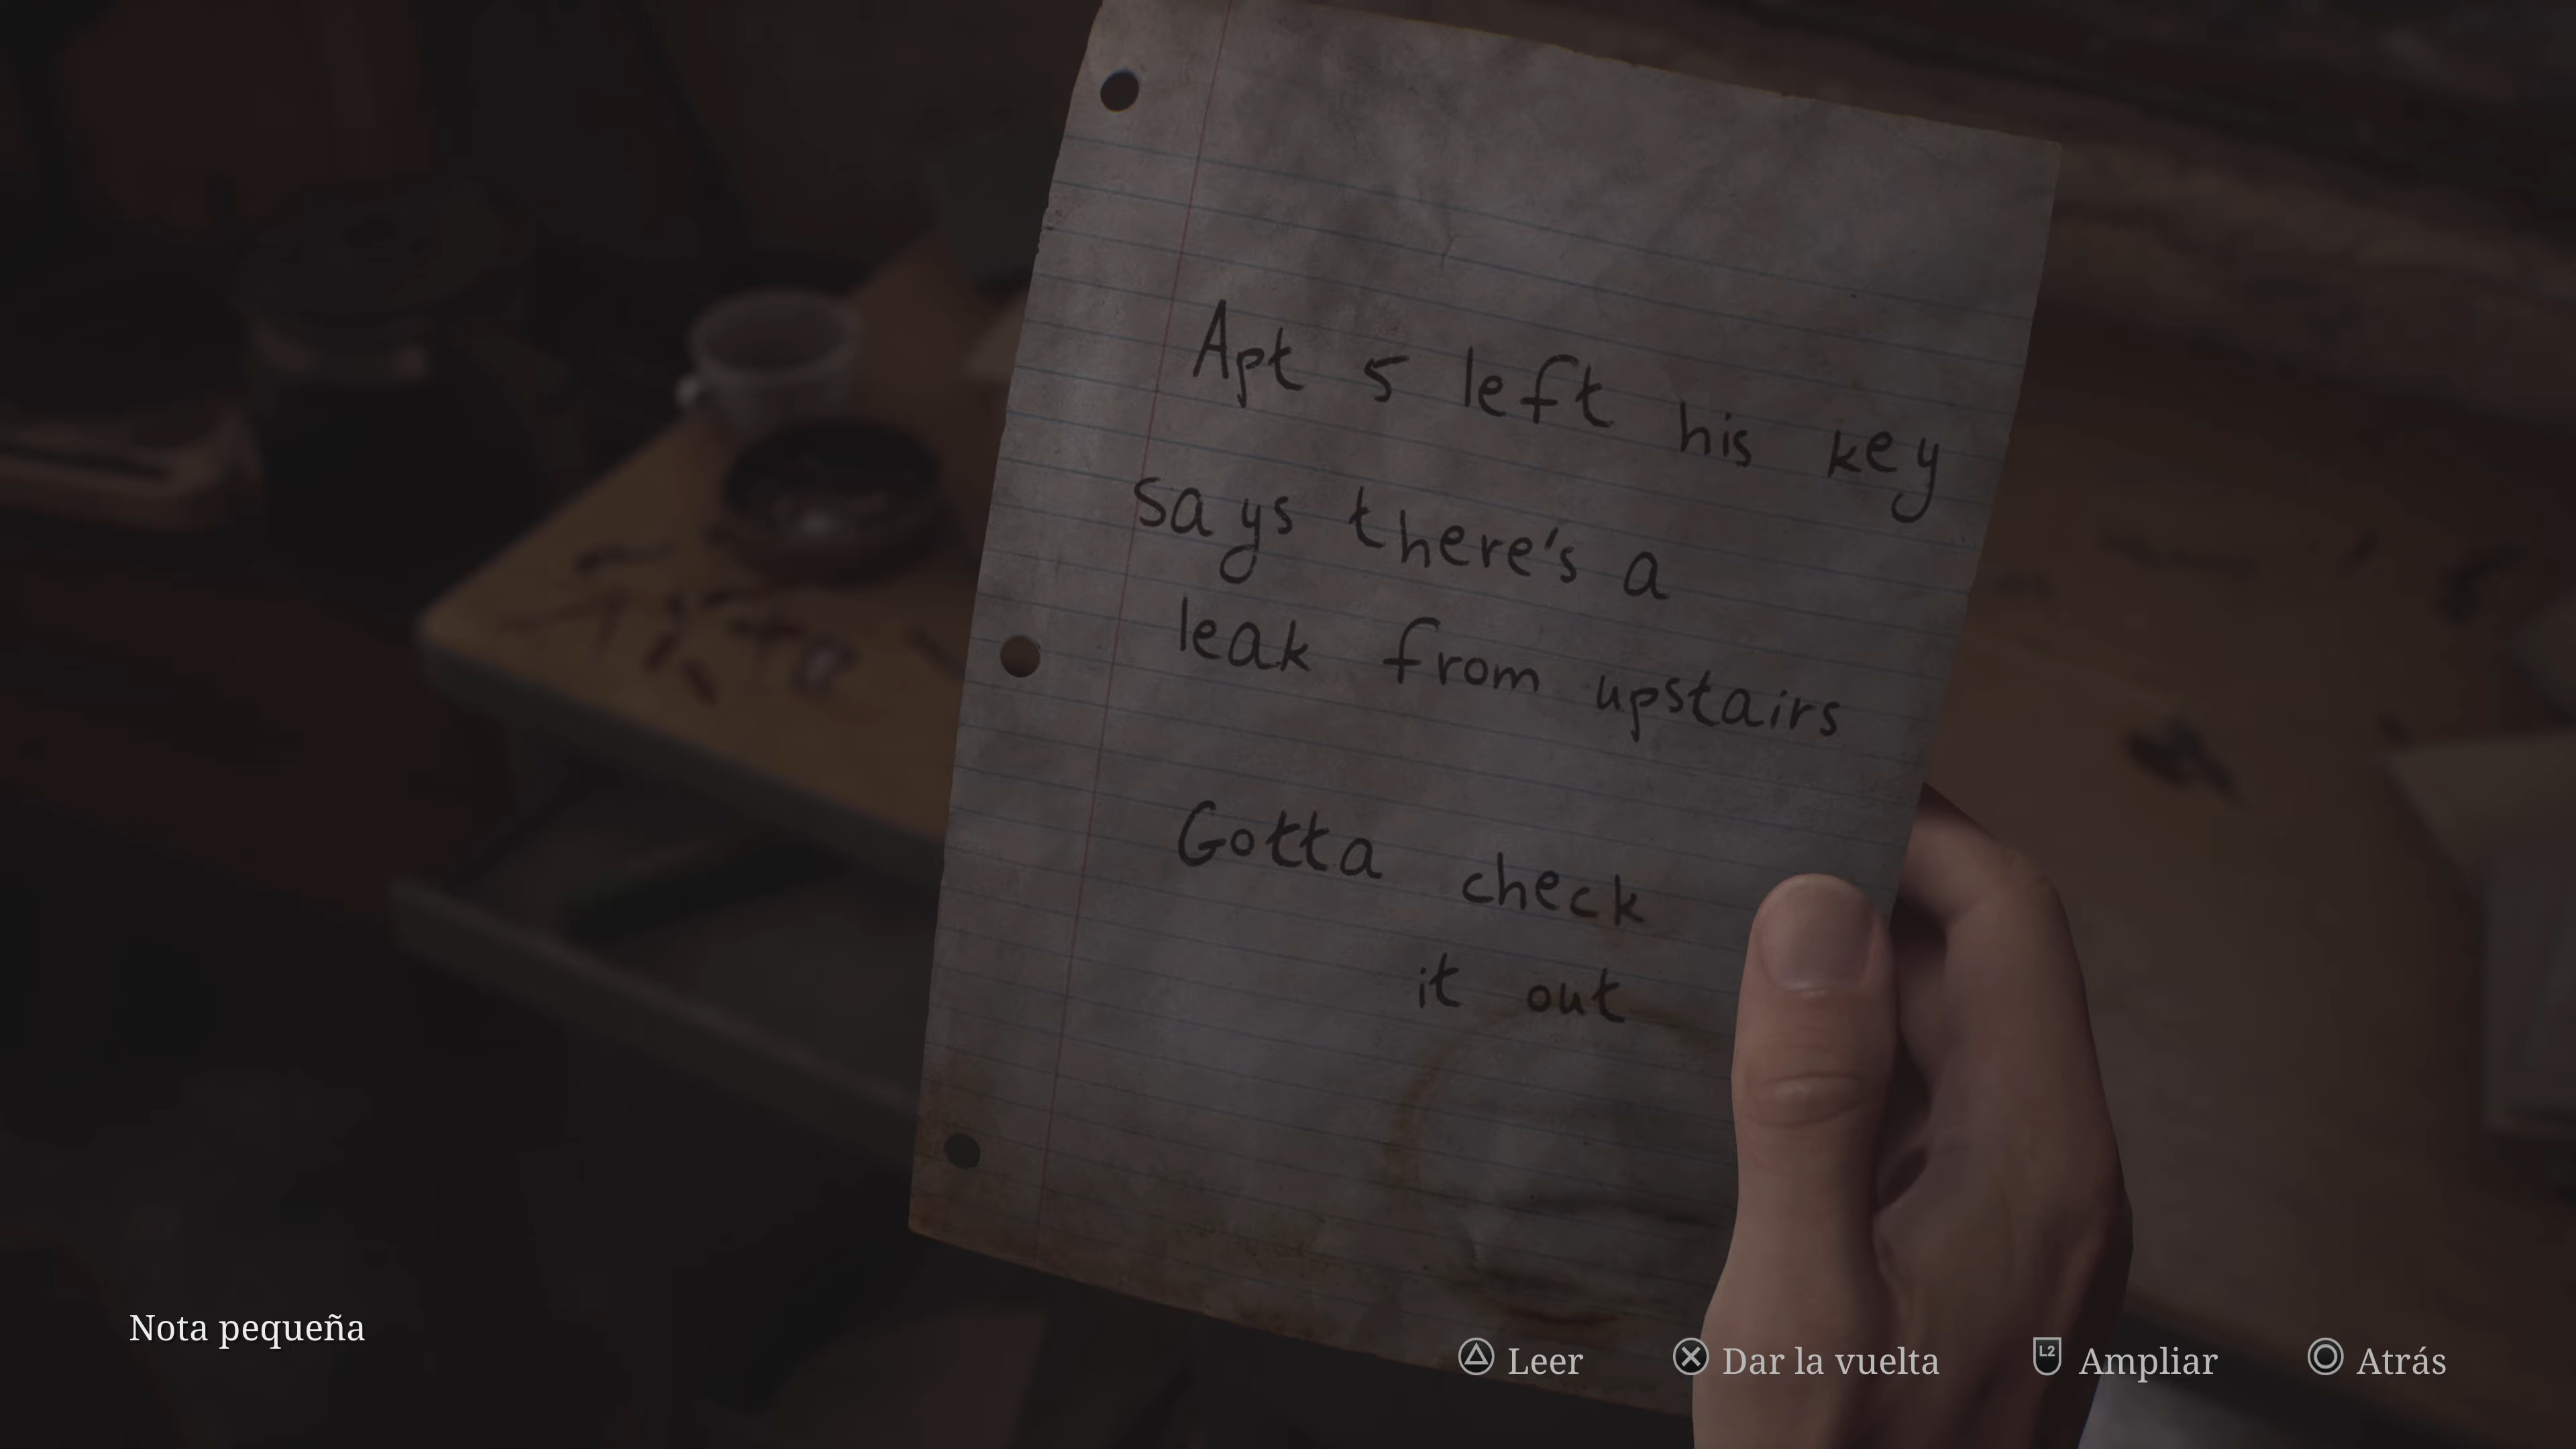 Apt 5 left his key
says there's a
leak from upstairs
Gotta check
it out
Nota pequeña
Leer
Dar la vuelta
L2 Ampliar
Atrás